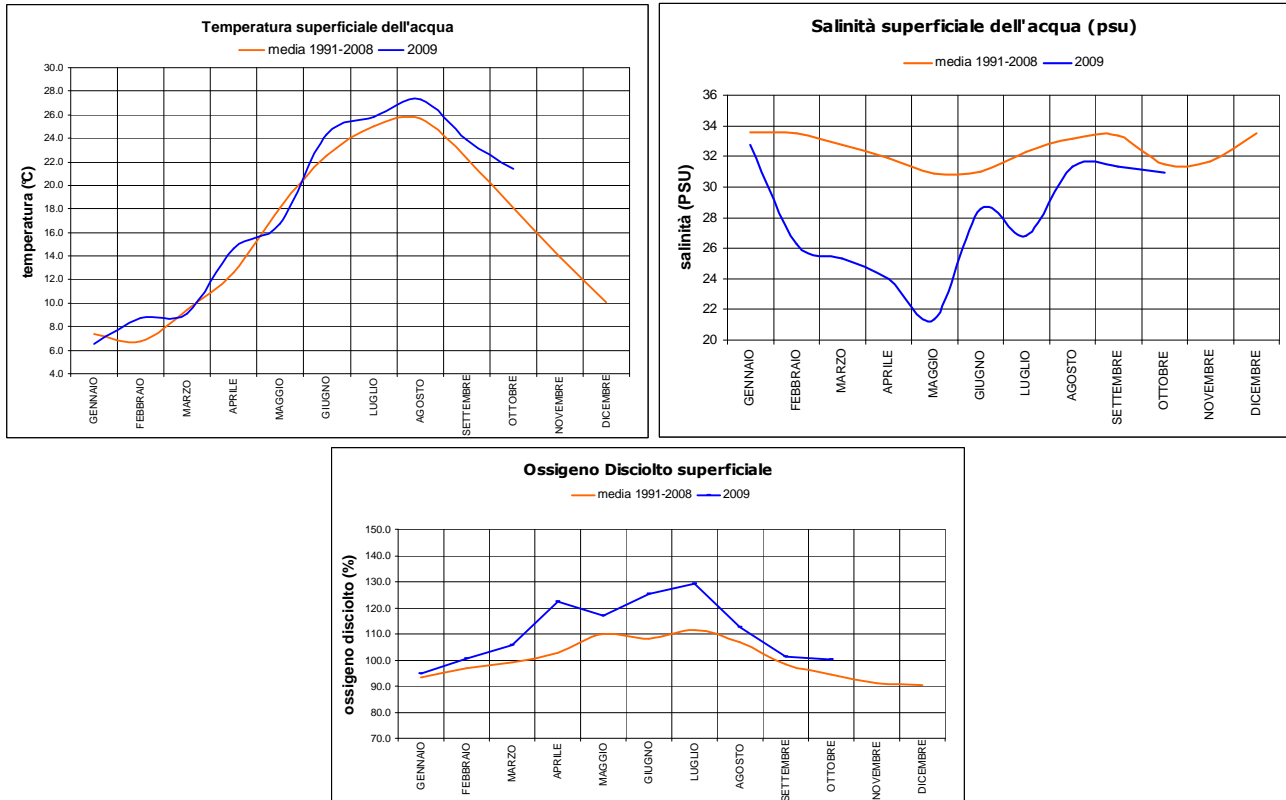 Temperatura superficiale dell'acqua
media 1991-2008 2009
temperatura (°C)
30.0
28.0
26.0
24.0
22.0
20.0
18.0
16.0
14.0
12.0
10.0
8.0
6.0
4.0
GENNAIO
FEBBRAIO
MARZO
APRILE
MAGGIO
GIUGNO
LUGLIO
AGOSTO
SETTEMBRE
OTTOBRE
NOVEMBRE
DICEMBRE
Salinità superficiale dell'acqua (psu)
media 1991-2008 2009
salinità (PSU)
36
34
32
30
28
26
24
22
20
GENNAIO
FEBBRAIO
MARZO
APRILE
MAGGIO
GIUGNO
LUGLIO
AGOSTO
SETTEMBRE
OTTOBRE
NOVEMBRE
DICEMBRE
Ossigeno Disciolto superficiale
media 1991-2008 2009
ossigeno disciolto (%)
150.0
140.0
130.0
120.0
110.0
100.0
90.0
80.0
70.0
GENNAIO
FEBBRAIO
MARZO
APRILE
MAGGIO
GIUGNO
LUGLIO
AGOSTO
SETTEMBRE
OTTOBRE
NOVEMBRE
DICEMBRE